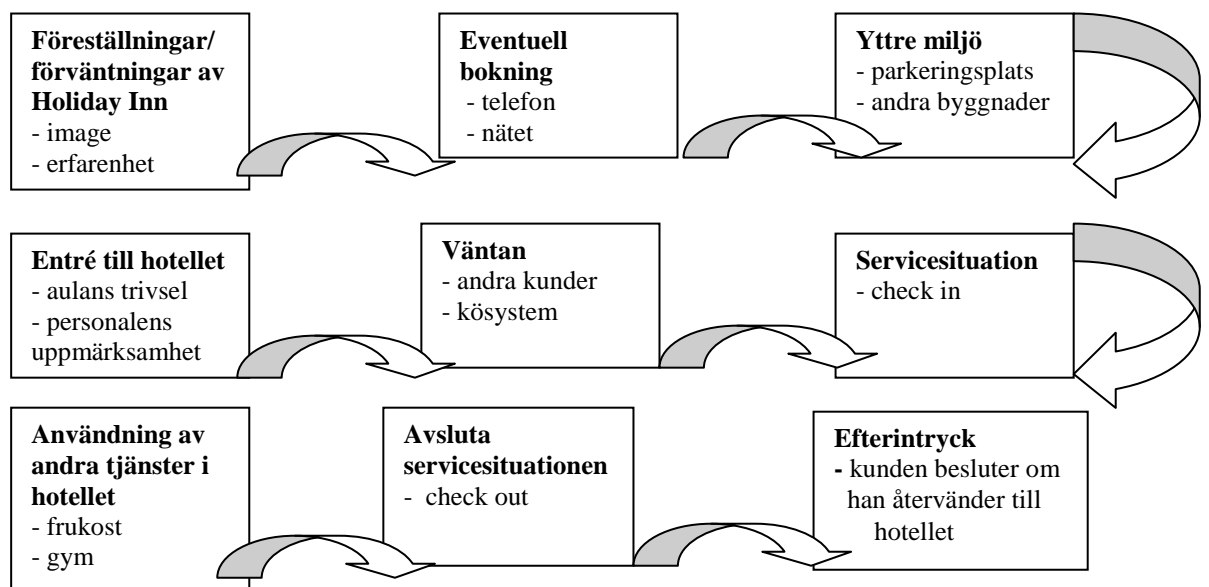 Föreställningar/
förväntningar av
Holiday Inn
- image
- erfarenhet
Eventuell
bokning
- telefon
- nätet
Yttre miljö
- parkeringsplats
- andra byggnader
Entré till hotellet
- aulans trivsel
- personalens
uppmärksamhet
Väntan
- andra kunder
- kösystem
Servicesituation
- check in
Användning av
andra tjänster i
hotellet
- frukost
- gym
Avsluta
servicesituationen
- check out
Efterintryck
- kunden besluter om
han återvänder till
hotellet